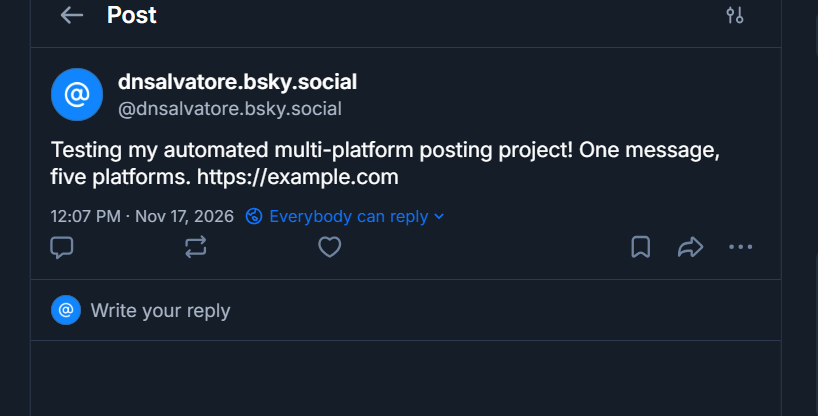 Post
dnsalvatore.bsky.social
@dnsalvatore.bsky.social
Testing my automated multi-platform posting project! One message,
five platforms. https://example.com
12:07 PM · Nov 17, 2026 Everybody can reply
Write your reply